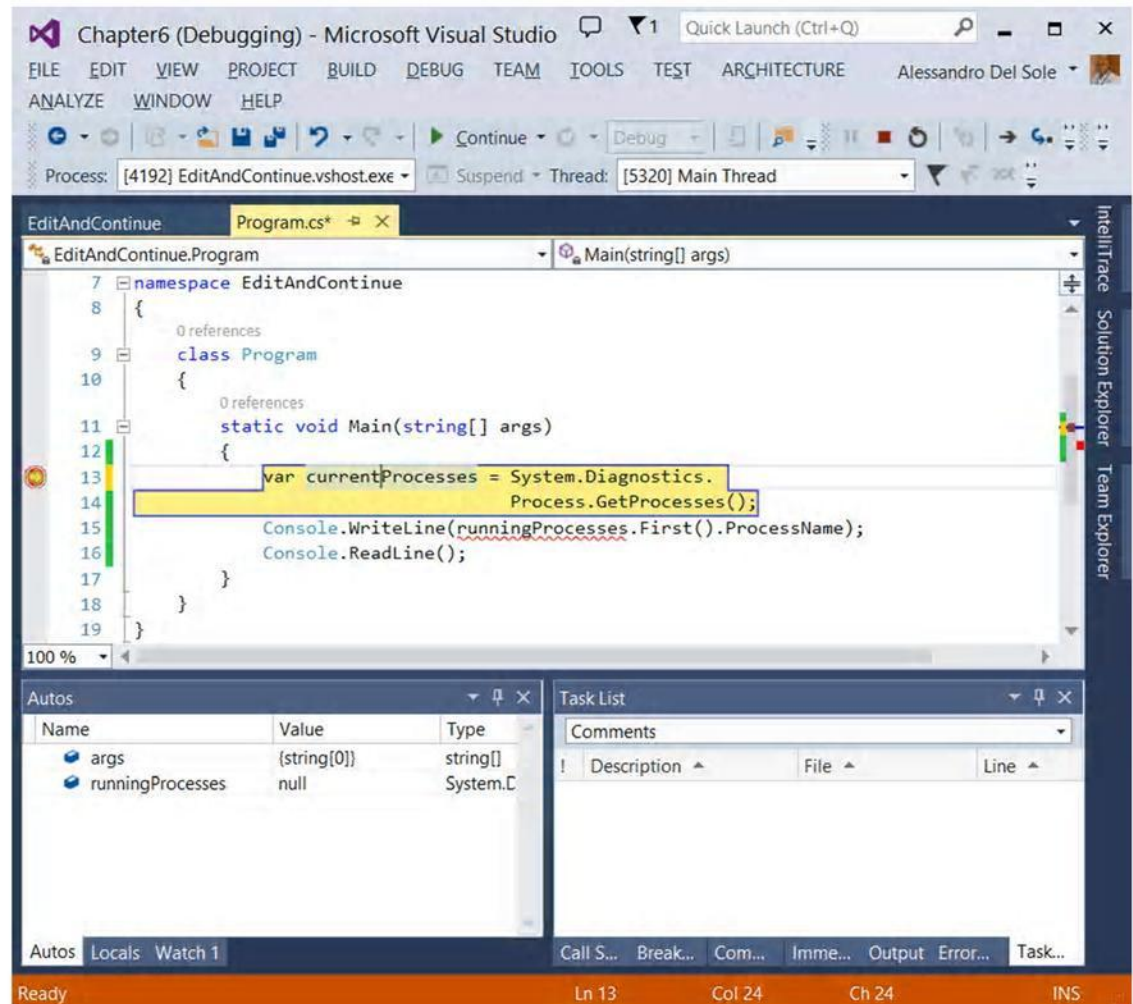 Chapter6 (Debugging) - Microsoft Visual Studio 1 Quick Launch (Ctrl+Q)
FILE EDIT VIEW PROJECT BUILD DEBUG TEAM TOOLS TEST ARCHITECTURE Alessandro Del Sole
ANALYZE WINDOW HELP
Continue Debug
Process: [4192] EditAndContinue.vshost.exe Suspend Thread: [5320] Main Thread
EditAndContinue Program.cs*
EditAndContinue.Program Main(string[] args)
7 namespace EditAndContinue
8 {
0 references
9 class Program
10 {
0 references
11 static void Main(string[] args)
12 {
13 var currentProcesses = System.Diagnostics.
14 Process.GetProcesses();
15 Console.WriteLine(runningProcesses.First().ProcessName);
16 Console.ReadLine();
17 }
18 }
19 }
100 %
IntelliTrace
Solution Explorer
Team Explorer
Autos
Name Value Type
args {string[0]} string[]
runningProcesses null System.D
Autos Locals Watch 1
Task List
Comments
! Description File Line
Call S... Break... Com... Imme... Output Error... Task...
Ready Ln 13 Col 24 Ch 24 INS